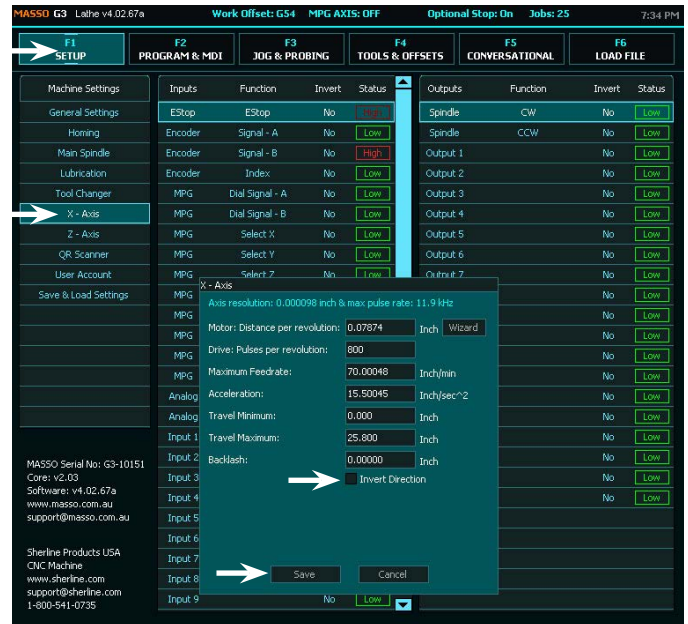 MASSO G3 Lathe v4.02.67a Work Offset: G54 MPG AXIS: OFF Optional Stop: On Jobs: 25 7:34 PM
F1 F2 F3 F4 F5 F6
SETUP PROGRAM & MDI JOG & PROBING TOOLS & OFFSETS CONVERSATIONAL LOAD FILE
Machine Settings Inputs Function Invert Status Outputs Function Invert Status
General Settings EStop EStop No High Spindle CW No Low
Homing Encoder Signal - A No Low Spindle CCW No Low
Main Spindle Encoder Signal - B No High Output 1 No Low
Lubrication Encoder Index No Low Output 2 No Low
Tool Changer MPG Dial Signal - A No Low Output 3 No Low
X - Axis MPG Dial Signal - B No Low Output 4 No Low
Z - Axis MPG Select X No Low Output 5 No Low
QR Scanner MPG Select Y No Low Output 6 No Low
User Account MPG Select Z No Low Output 7 No Low
Save & Load Settings MPG No Low
MPG No Low
MPG No Low
MPG No Low
MPG No Low
Analog No Low
Analog No Low
Input 1 No Low
Input 2 No Low
Input 3 No Low
Input 4 No Low
Input 5
Input 6
Input 7
Input 8
Input 9 No Low
X - Axis
Axis resolution: 0.000098 inch & max pulse rate: 11.9 kHz
Motor: Distance per revolution: 0.07874 Inch Wizard
Drive: Pulses per revolution: 800
Maximum Feedrate: 70.00048 Inch/min
Acceleration: 15.50045 Inch/sec^2
Travel Minimum: 0.000 Inch
Travel Maximum: 25.800 Inch
Backlash: 0.00000 Inch
Invert Direction
Save Cancel
MASSO Serial No: G3-10151
Core: v2.03
Software: v4.02.67a
www.masso.com.au
support@masso.com.au
Sherline Products USA
CNC Machine
www.sherline.com
support@sherline.com
1-800-541-0735